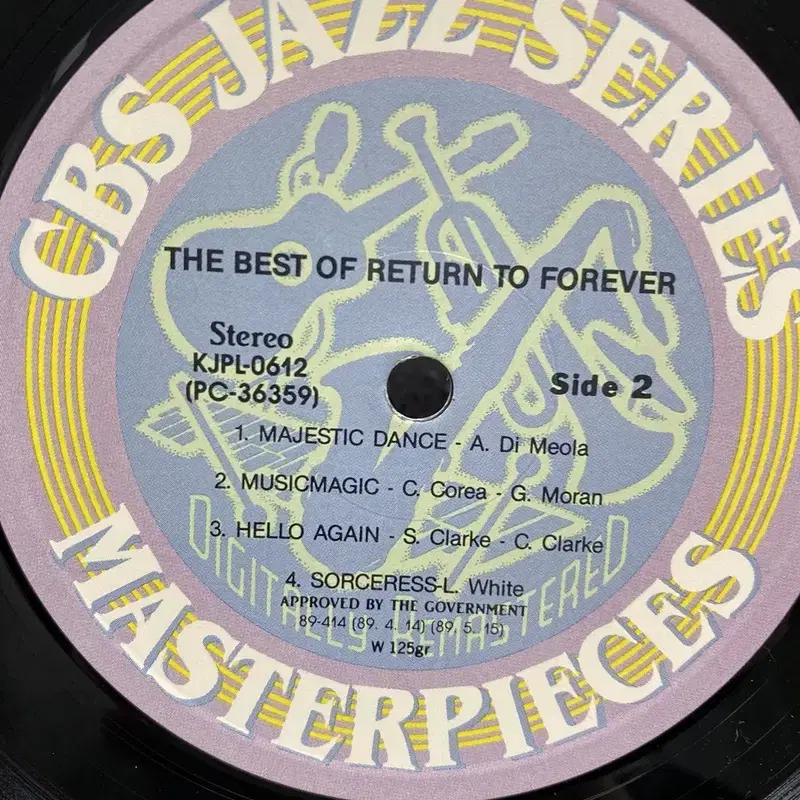 CBS JAZZ SERIES
THE BEST OF RETURN TO FOREVER
Stereo
KJPL-0612
(PC-36359)
Side 2
1. MAJESTIC DANCE - A. Di Meola
2. MUSICMAGIC - C. Corea - G. Moran
3. HELLO AGAIN - S. Clarke - C. Clarke
4. SORCERESS-L. White
APPROVED BY THE GOVERNMENT
89-414 (89. 4. 14) (89. 5. 15)
W 125gr
DIGITALLY REMASTERED
MASTERPIECES